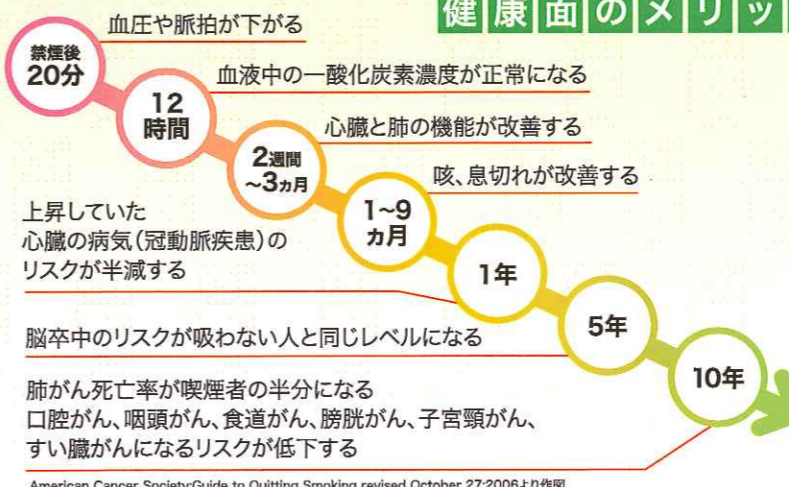 健康面のメリッ
禁煙後
20分
血圧や脈拍が下がる
12
時間
血液中の一酸化炭素濃度が正常になる
2週間
~3ヵ月
心臓と肺の機能が改善する
1~9
カ月
咳、息切れが改善する
1年
上昇していた
心臓の病気(冠動脈疾患)の
リスクが半減する
5年
脳卒中のリスクが吸わない人と同じレベルになる
10年
肺がん死亡率が喫煙者の半分になる
口腔がん、咽頭がん、食道がん、膀胱がん、子宮頸がん、
すい臓がんになるリスクが低下する
American Cancer Society:Guide to Quitting Smoking revised October 27:2006より作図